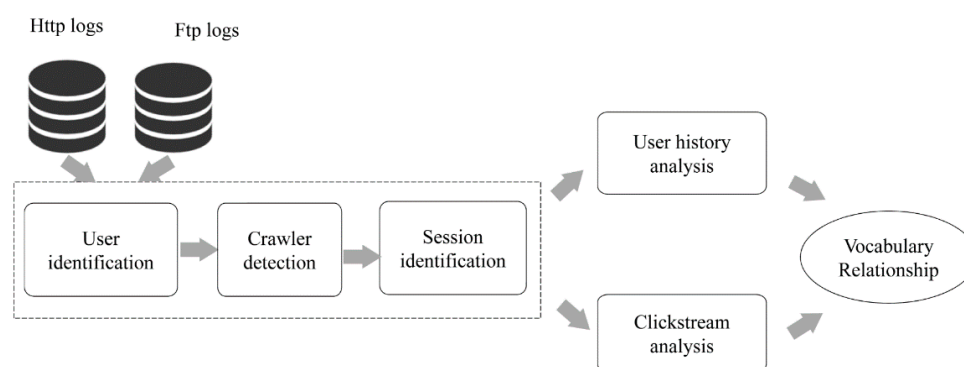 Http logs
Ftp logs
User
identification
Crawler
detection
Session
identification
User history
analysis
Clickstream
analysis
Vocabulary
Relationship